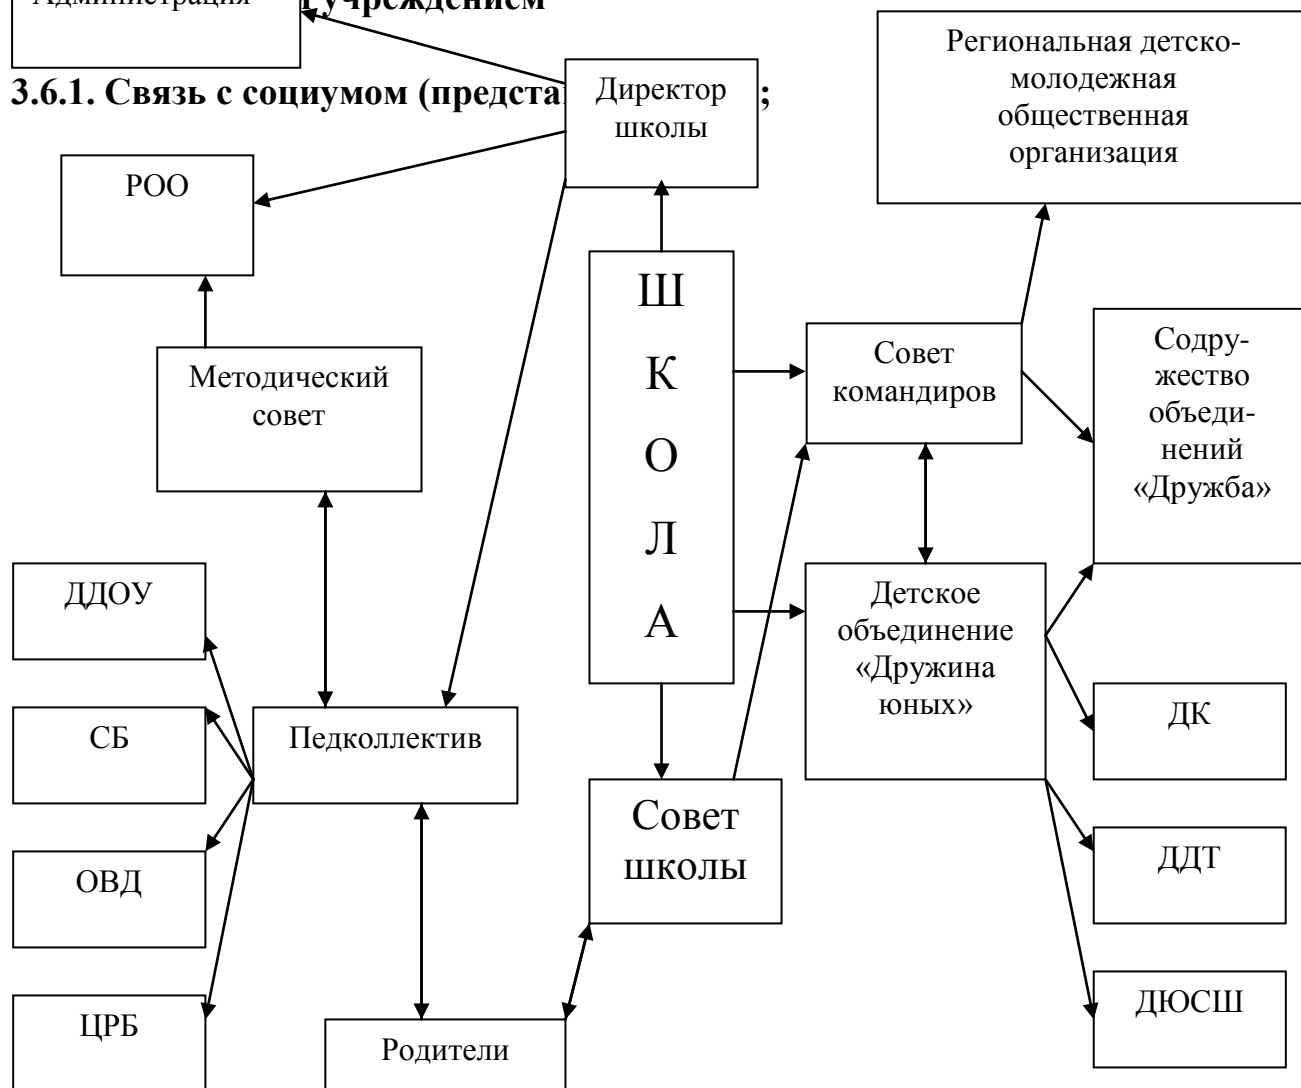 Администрация
учреждением
Региональная детско-
молодежная
общественная
организация
3.6.1. Связь с социумом (предста
;
Директор
школы
РОО
Ш
К
О
Л
А
Методический
совет
Совет
командиров
Содру-
жество
объеди-
нений
«Дружба»
ДДОУ
Детское
объединение
«Дружина
юных»
СБ
Педколлектив
ДК
Совет
школы
ОВД
ДДТ
ЦРБ
Родители
ДЮСШ